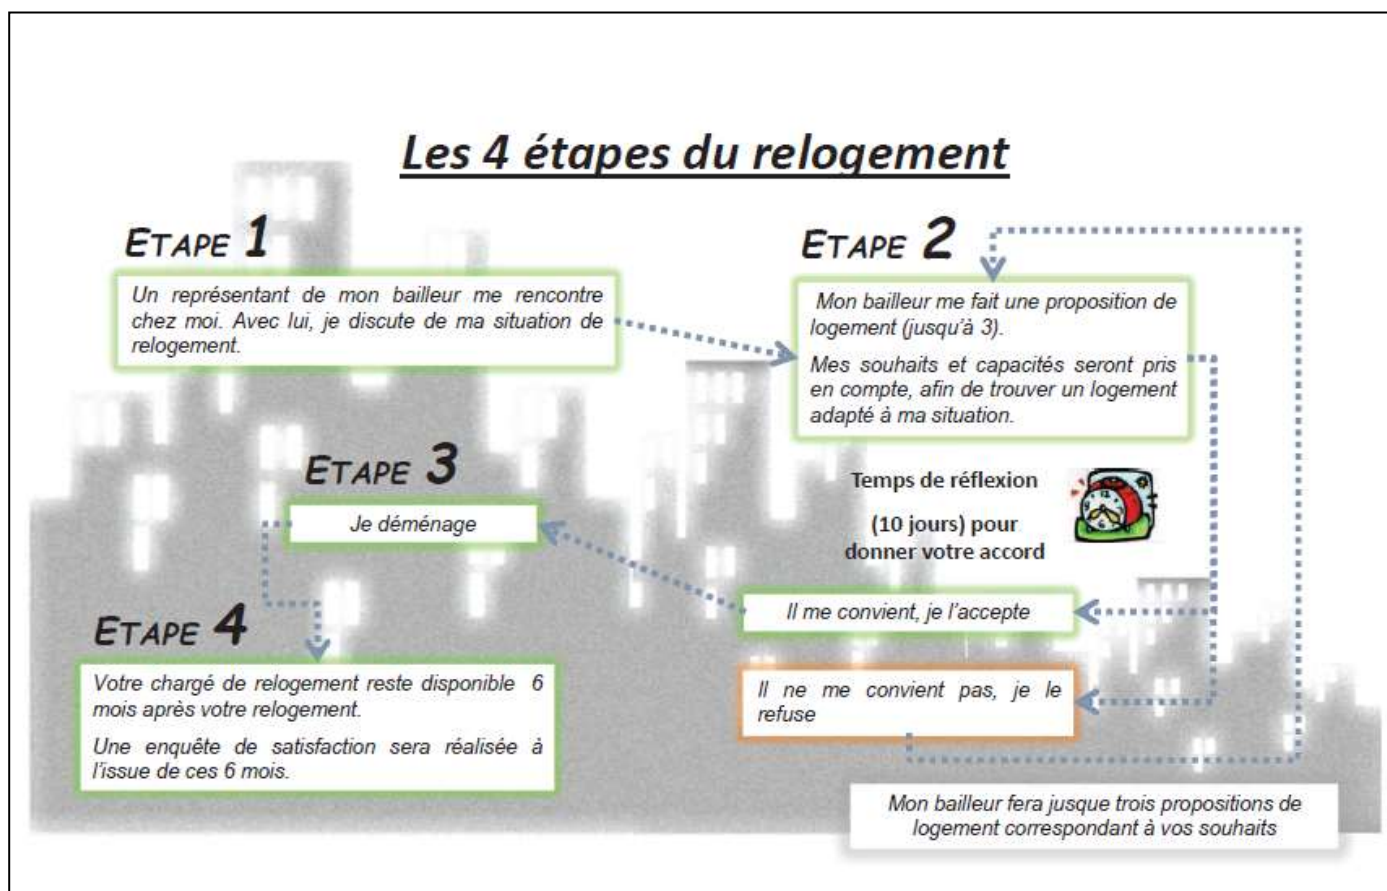 Les 4 étapes du relogement
ETAPE 1
Un représentant de mon bailleur me rencontre
chez moi. Avec lui, je discute de ma situation de
relogement.
ETAPE 2
Mon bailleur me fait une proposition de
logement (jusqu'à 3).
Mes souhaits et capacités seront pris
en compte, afin de trouver un logement
adapté à ma situation.
Temps de réflexion
(10 jours) pour
donner votre accord
Il me convient, je l'accepte
Il ne me convient pas, je le
refuse
Mon bailleur fera jusque trois propositions de
logement correspondant à vos souhaits
ETAPE 3
Je déménage
ETAPE 4
Votre chargé de relogement reste disponible 6
mois après votre relogement.
Une enquête de satisfaction sera réalisée à
l'issue de ces 6 mois.